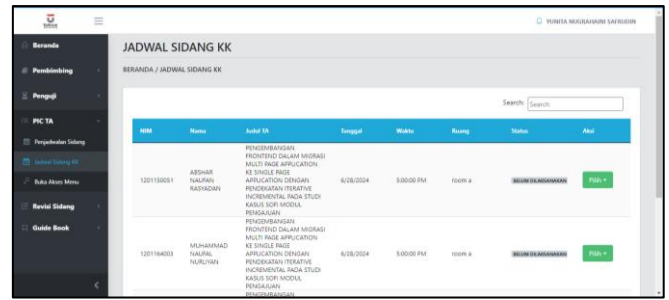 YUNITA NUGRAHAINI SAFRUDIN
Beranda
Pembimbing
Penguji
PIC TA
Penjadwalan Sidang
Jadwal Sidang KK
Buka Akses Menu
Revisi Sidang
Guide Book
JADWAL SIDANG KK
BERANDA / JADWAL SIDANG KK
Search: Search
NIM Nama Judul TA Tanggal Waktu Ruang Status Aksi
PENGEMBANGAN
FRONTEND DALAM MIGRASI
MULTI PAGE APPLICATION
KE SINGLE PAGE
APPLICATION DENGAN
PENDEKATAN ITERATIVE
INCREMENTAL PADA STUDI
KASUS SOFI MODUL
PENGAJUAN
1201150051
ABSHAR
NAUFAN
RASYADAN
6/28/2024 5:00:00 PM room a BELUM DILAKSANAKAN Pilih
PENGEMBANGAN
FRONTEND DALAM MIGRASI
MULTI PAGE APPLICATION
KE SINGLE PAGE
APPLICATION DENGAN
PENDEKATAN ITERATIVE
INCREMENTAL PADA STUDI
KASUS SOFI MODUL
PENGAJUAN
1201164003
MUHAMMAD
NAUFAL
NURLIYAN
6/28/2024 5:00:00 PM room a BELUM DILAKSANAKAN Pilih
PENGEMBANGAN